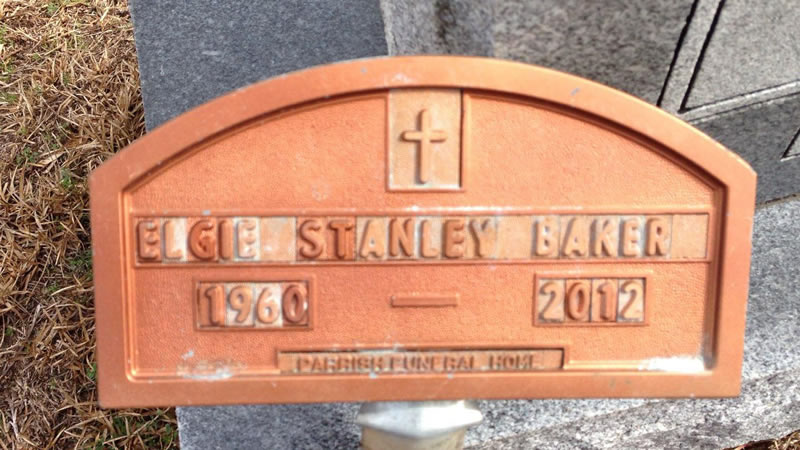 ELGIE STANLEY BAKER
1960 — 2012
PARRISH FUNERAL HOME